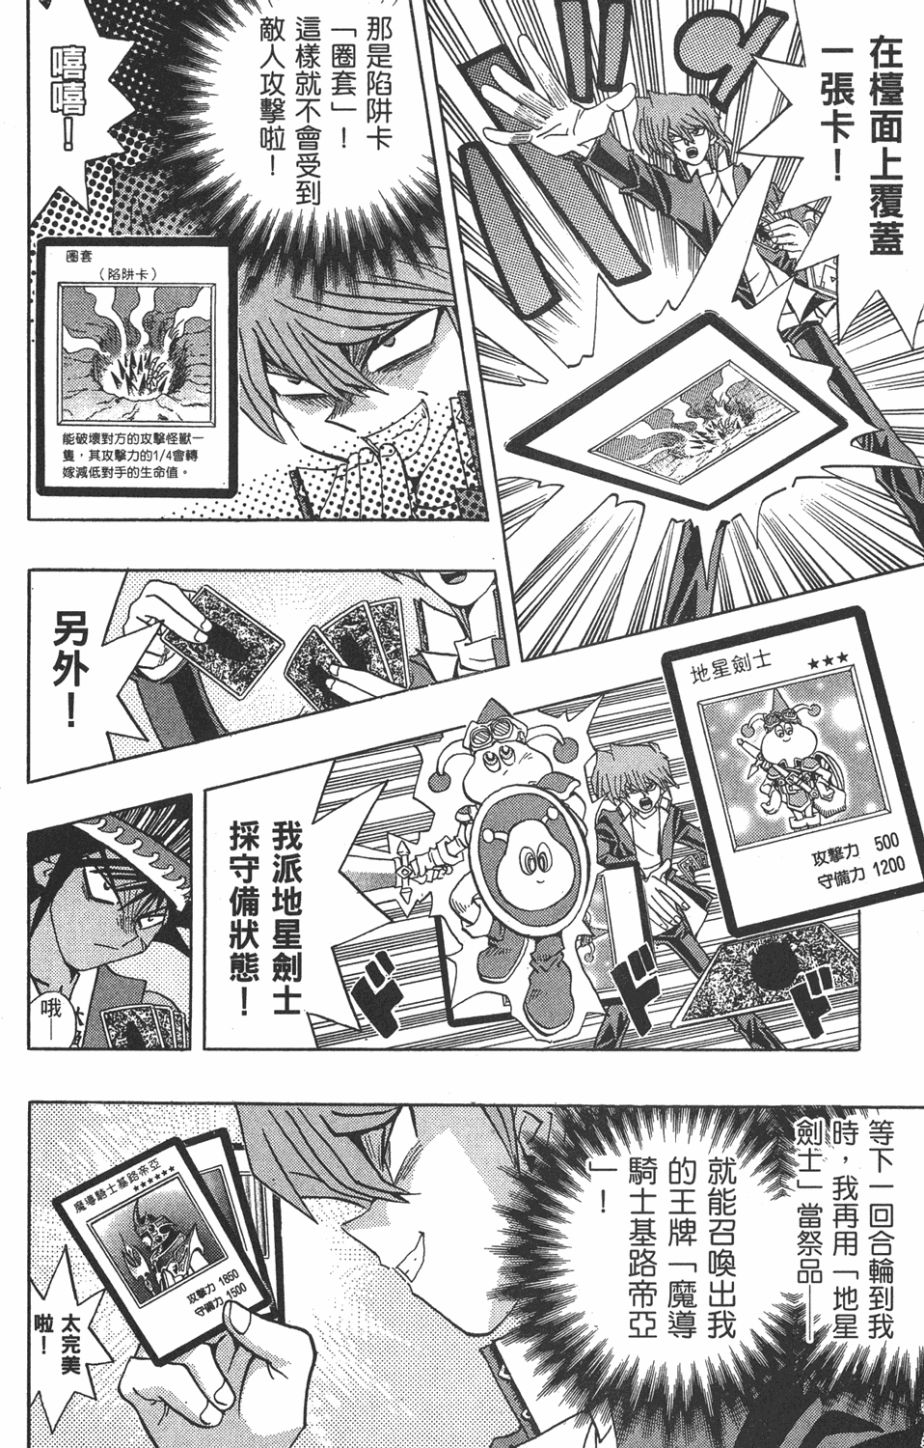 在檯面上覆蓋
一張卡！
那是陷阱卡
「圈套」！
這樣就不會受到
敵人攻擊啦！
嘻嘻！
圈套
（陷阱卡）
能破壞對方的攻擊怪獸一
隻，其攻擊力的1/4會轉
嫁減低對手的生命值。
另外！
地星劍士
★★★
攻擊力 500
守備力 1200
我派地星劍士
採守備狀態！
ドドド
哦—
等下一回合輪到我
時，我再用「地星
劍士」當祭品——
就能召喚出我
的王牌「魔導
騎士基路帝亞
」！
魔導騎士基路帝亞
★★★★★★
攻擊力 1850
守備力 1500
太完美
啦！